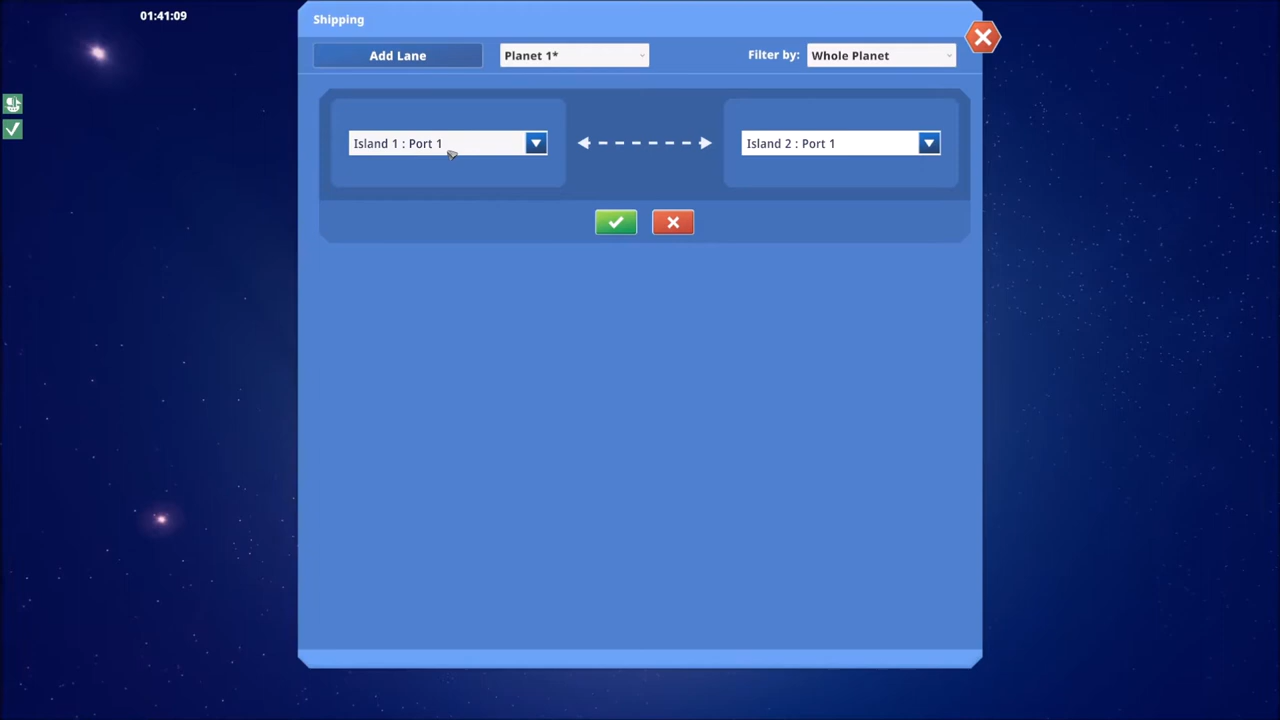 01:41:09
Shipping
Add Lane
Planet 1*
Filter by:
Whole Planet
Island 1 : Port 1
Island 2 : Port 1